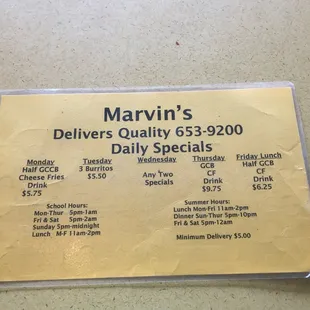 Marvin's
Delivers Quality 653-9200
Daily Specials
Monday
Half GCCB
Cheese Fries
Drink
$5.75
Tuesday
3 Burritos
$5.50
Wednesday
Any Two
Specials
Thursday
GCB
CF
Drink
$9.75
Friday Lunch
Half GCB
CF
Drink
$6.25
School Hours:
Mon-Thur 5pm-1am
Fri & Sat 5pm-2am
Sunday 5pm-midnight
Lunch M-F 11am-2pm
Summer Hours:
Lunch Mon-Fri 11am-2pm
Dinner Sun-Thur 5pm-10pm
Fri & Sat 5pm-12am
Minimum Delivery $5.00